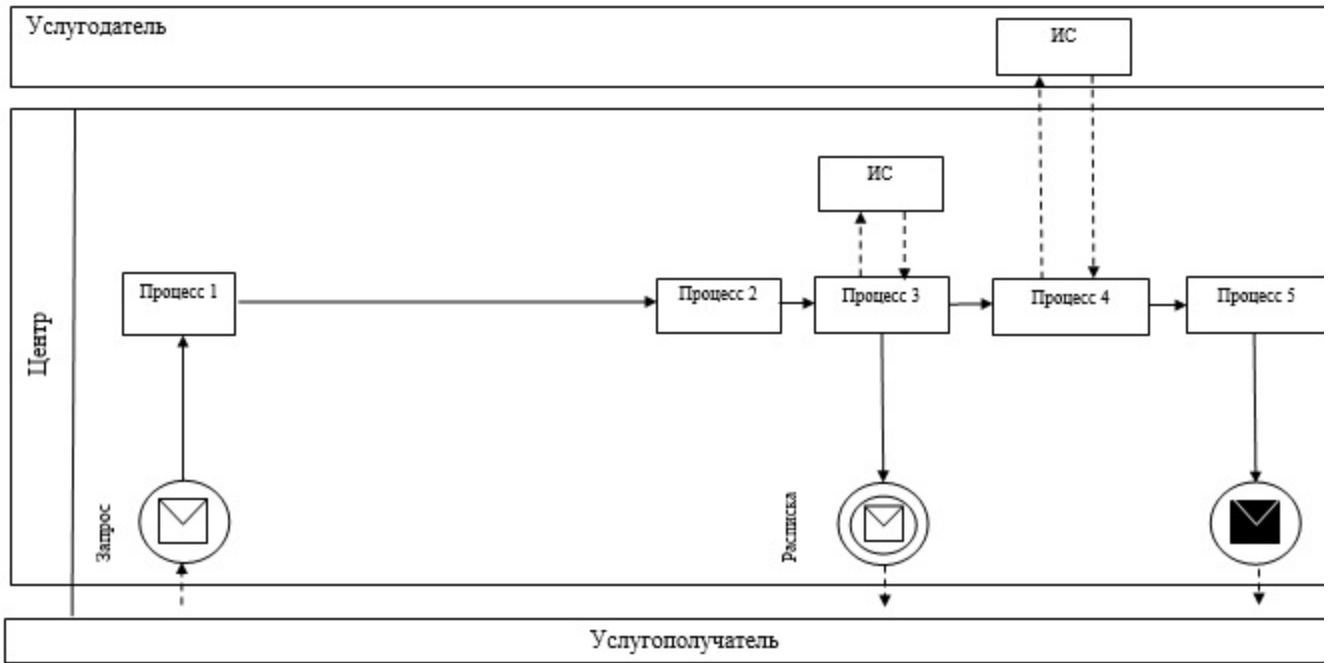 Услугодатель
ИС
ИС
Центр
Процесс 1
Процесс 2
Процесс 3
Процесс 4
Процесс 5
Запрос
Расписка
Услугополучатель